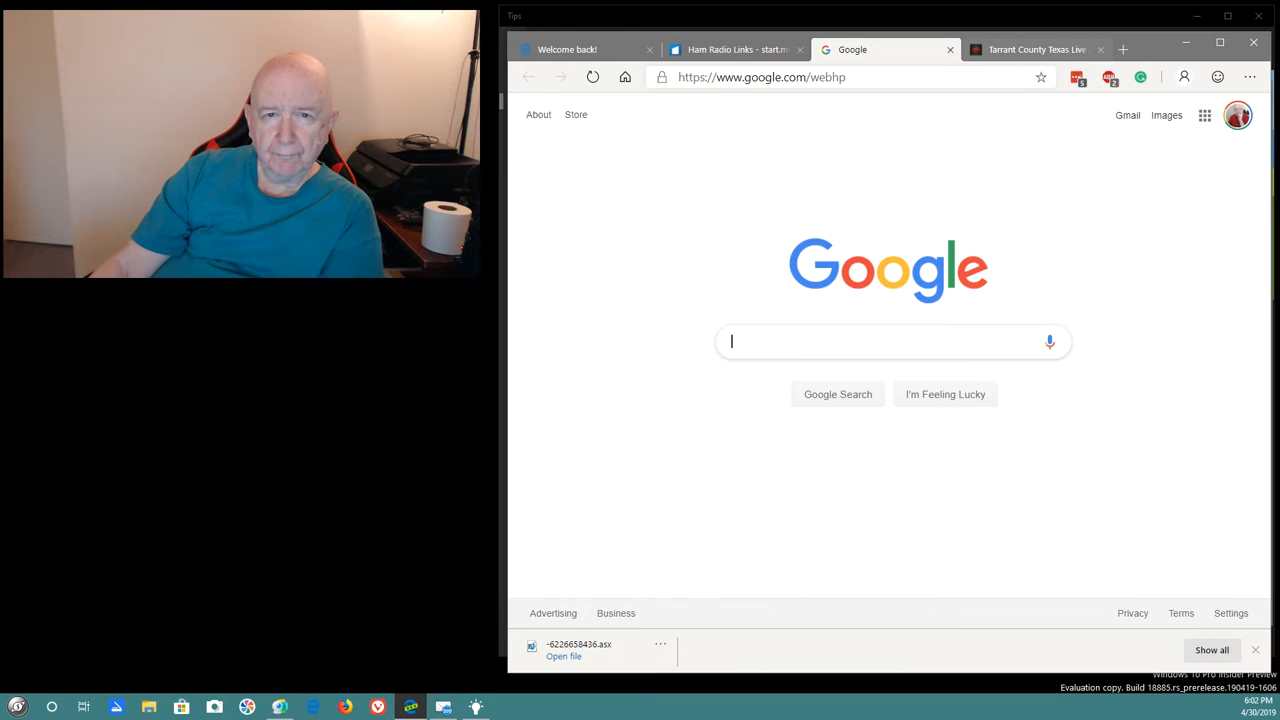 Tips
Welcome back!
Ham Radio Links - start.m
Google
Tarrant County Texas Live
https://www.google.com/webhp
5
2
About
Store
Gmail
Images
Google
Google Search
I'm Feeling Lucky
Advertising
Business
Privacy
Terms
Settings
-6226658436.asx
Open file
Show all
Windows 10 Pro Insider Preview
Evaluation copy. Build 18885.rs_prerelease.190419-1606
6:02 PM
4/30/2019